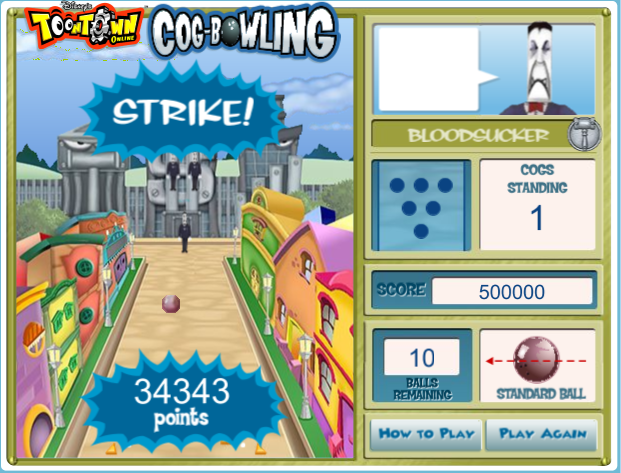 Disney's
TOONTOWN
ONLINE
COG-BOWLING
STRIKE!
BLOODSUCKER
COGS
STANDING
1
SCORE
500000
34343
points
10
BALLS
REMAINING
STANDARD BALL
HOW TO PLAY
PLAY AGAIN